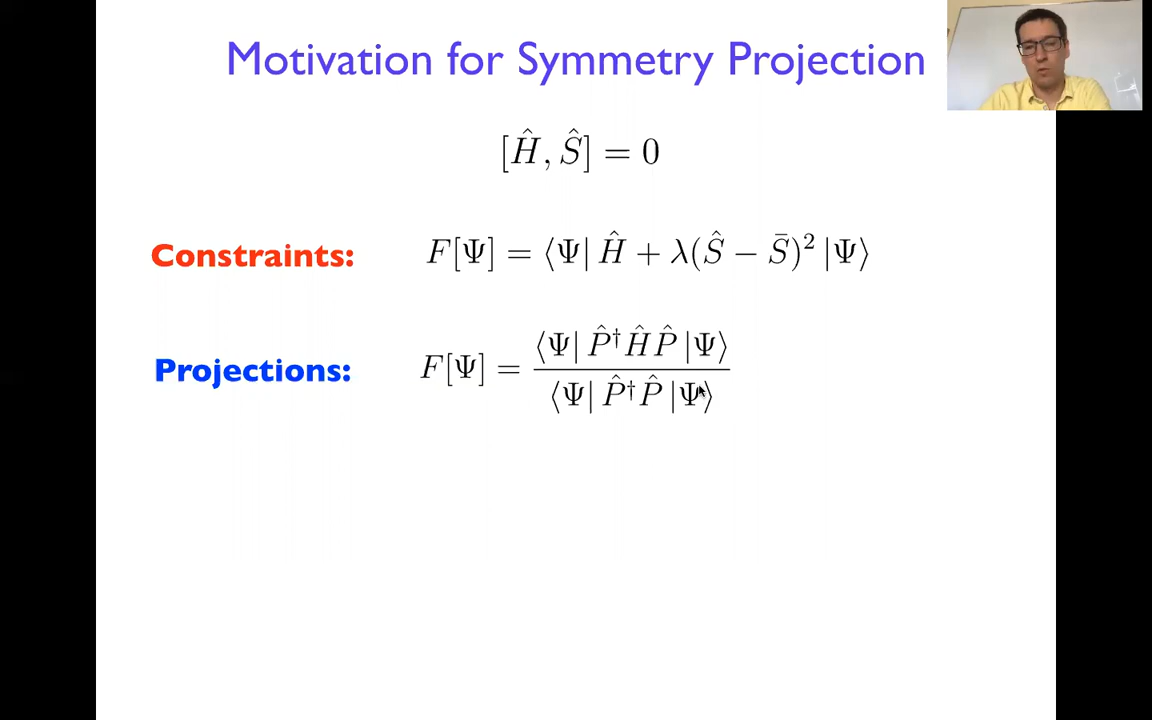 Motivation for Symmetry Projection
[Ĥ, Ŝ] = 0
Constraints: F[Ψ] = ⟨Ψ| Ĥ + λ(Ŝ − S̄)² |Ψ⟩
Projections: F[Ψ] = ⟨Ψ| P̂†ĤP̂ |Ψ⟩ / ⟨Ψ| P̂†P̂ |Ψ⟩